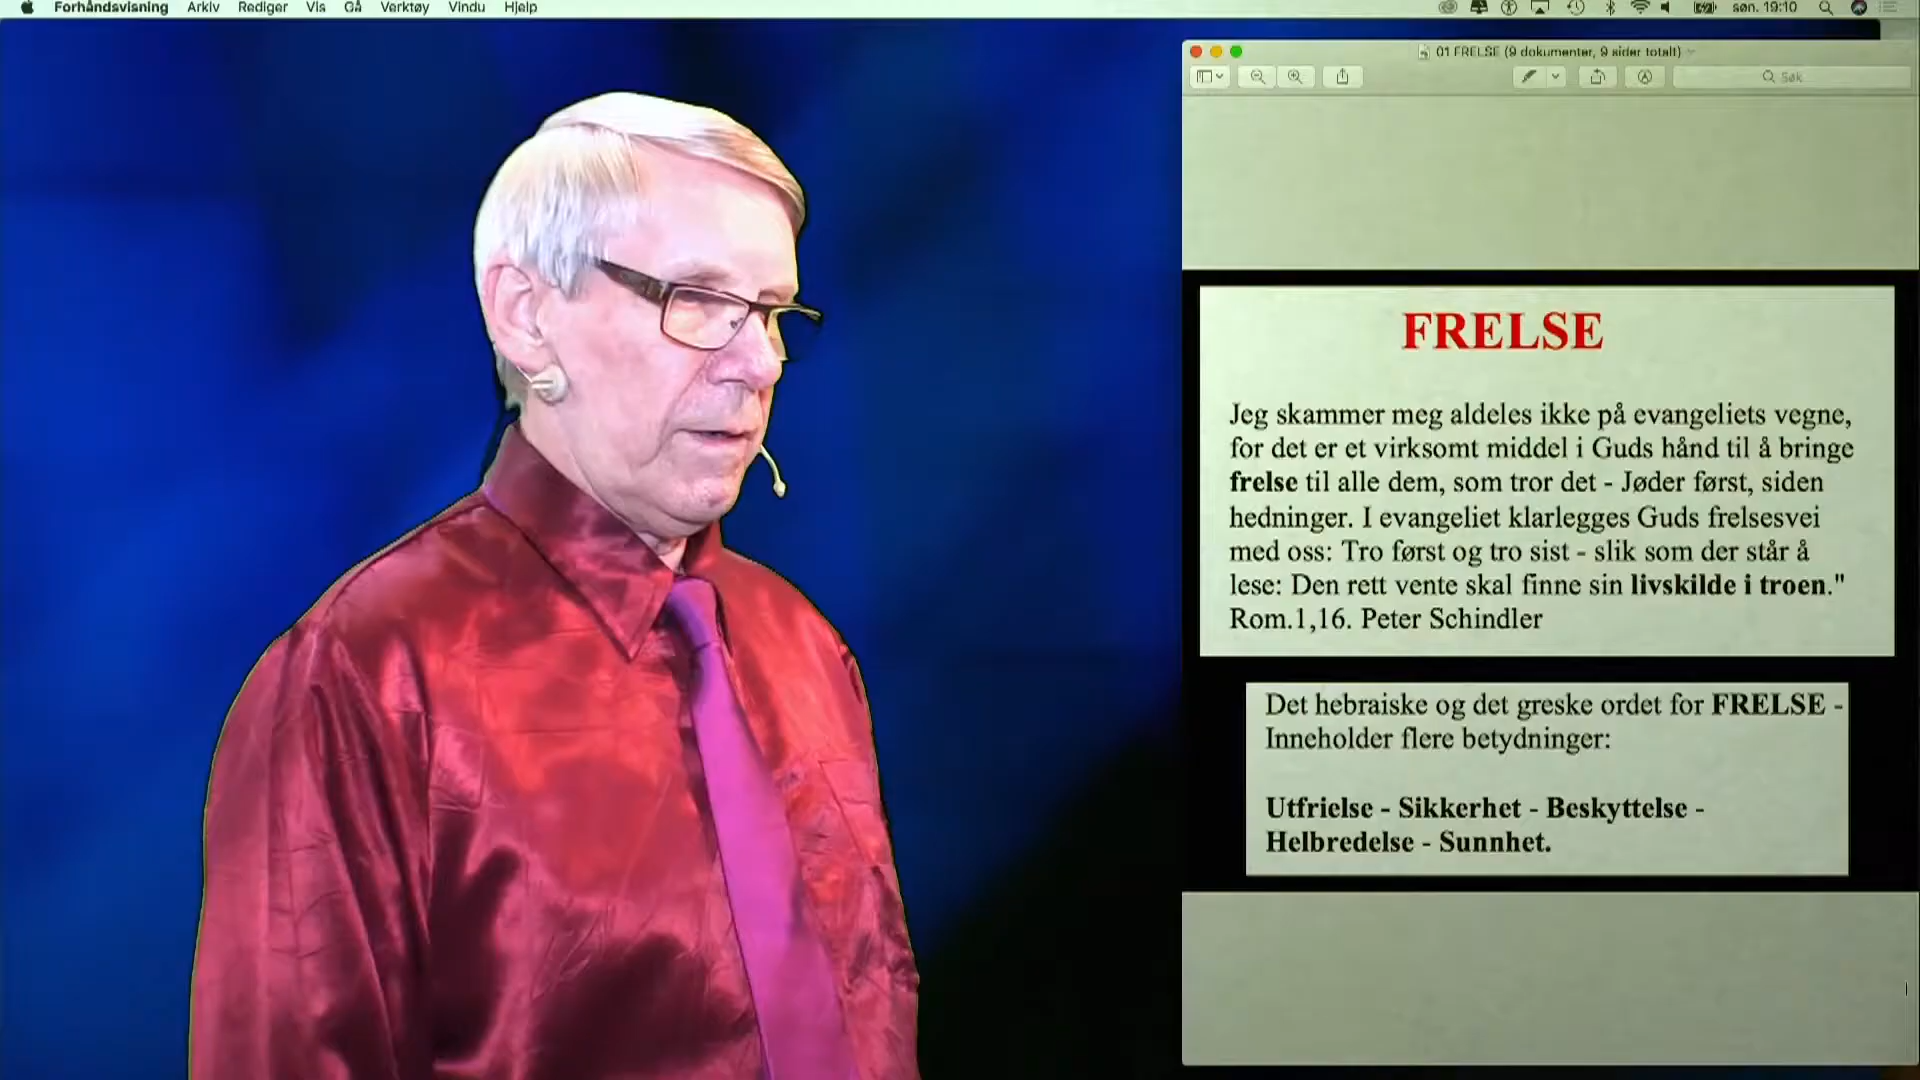 Forhåndsvisning Arkiv Rediger Vis Gå Verktøy Vindu Hjelp søn. 19:10
01 FRELSE (9 dokumenter, 9 sider totalt)
Søk
FRELSE
Jeg skammer meg aldeles ikke på evangeliets vegne,
for det er et virksomt middel i Guds hånd til å bringe
frelse til alle dem, som tror det - Jøder først, siden
hedninger. I evangeliet klarlegges Guds frelsesvei
med oss: Tro først og tro sist - slik som der står å
lese: Den rett vente skal finne sin livskilde i troen."
Rom.1,16. Peter Schindler
Det hebraiske og det greske ordet for FRELSE -
Inneholder flere betydninger:
Utfrielse - Sikkerhet - Beskyttelse -
Helbredelse - Sunnhet.